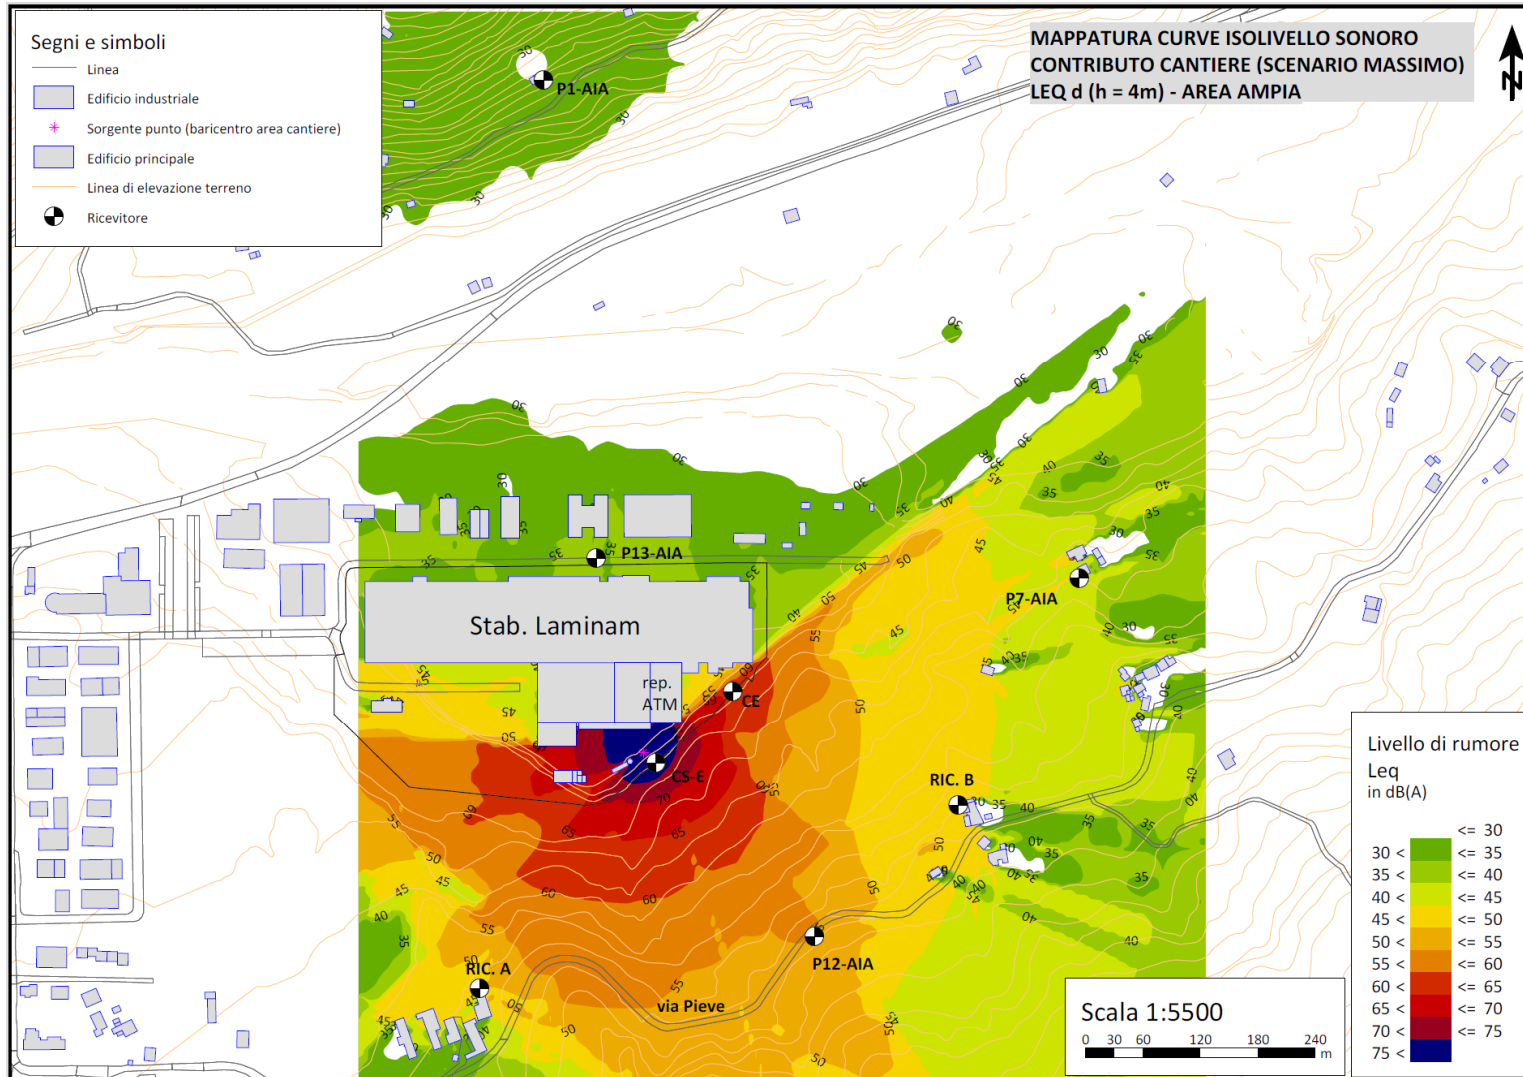 Segni e simboli
Linea
Edificio industriale
Sorgente punto (baricentro area cantiere)
Edificio principale
Linea di elevazione terreno
Ricevitore
MAPPATURA CURVE ISOLIVELLO SONORO
CONTRIBUTO CANTIERE (SCENARIO MASSIMO)
LEQ d (h = 4m) - AREA AMPIA
N
P1-AIA
P13-AIA
P7-AIA
Stab. Laminam
rep.
ATM
CE
CS-E
RIC. B
P12-AIA
RIC. A
via Pieve
Scala 1:5500
0 30 60 120 180 240
m
Livello di rumore
Leq
in dB(A)
<= 30
30 < <= 35
35 < <= 40
40 < <= 45
45 < <= 50
50 < <= 55
55 < <= 60
60 < <= 65
65 < <= 70
70 < <= 75
75 <